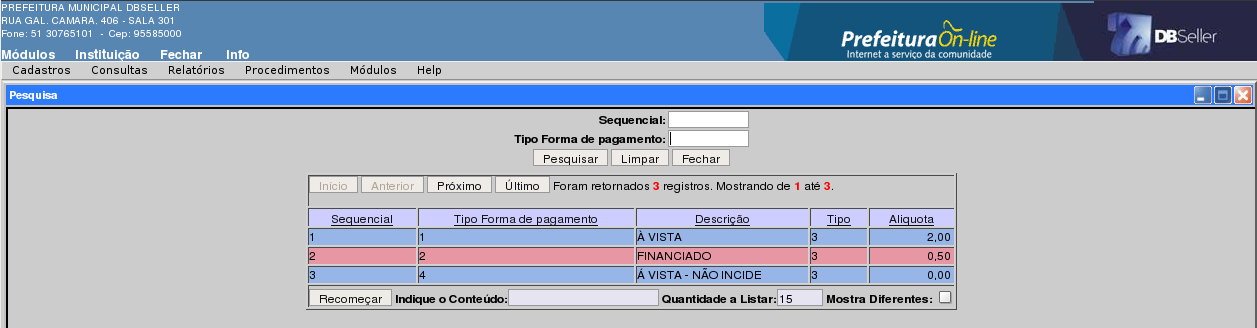 PREFEITURA MUNICIPAL DBSELLER
RUA GAL. CAMARA. 406 - SALA 301
Fone: 51 30765101 - Cep: 95585000
Prefeitura On-line
Internet a serviço da comunidade
DBSeller
Módulos Instituição Fechar Info
Cadastros Consultas Relatórios Procedimentos Módulos Help
Pesquisa
Sequencial:
Tipo Forma de pagamento:
Pesquisar Limpar Fechar
Início Anterior Próximo Último Foram retornados 3 registros. Mostrando de 1 até 3.
Sequencial Tipo Forma de pagamento Descrição Tipo Aliquota
1 1 À VISTA 3 2,00
2 2 FINANCIADO 3 0,50
3 4 À VISTA - NÃO INCIDE 3 0,00
Recomeçar Indique o Conteúdo: Quantidade a Listar: 15 Mostra Diferentes: